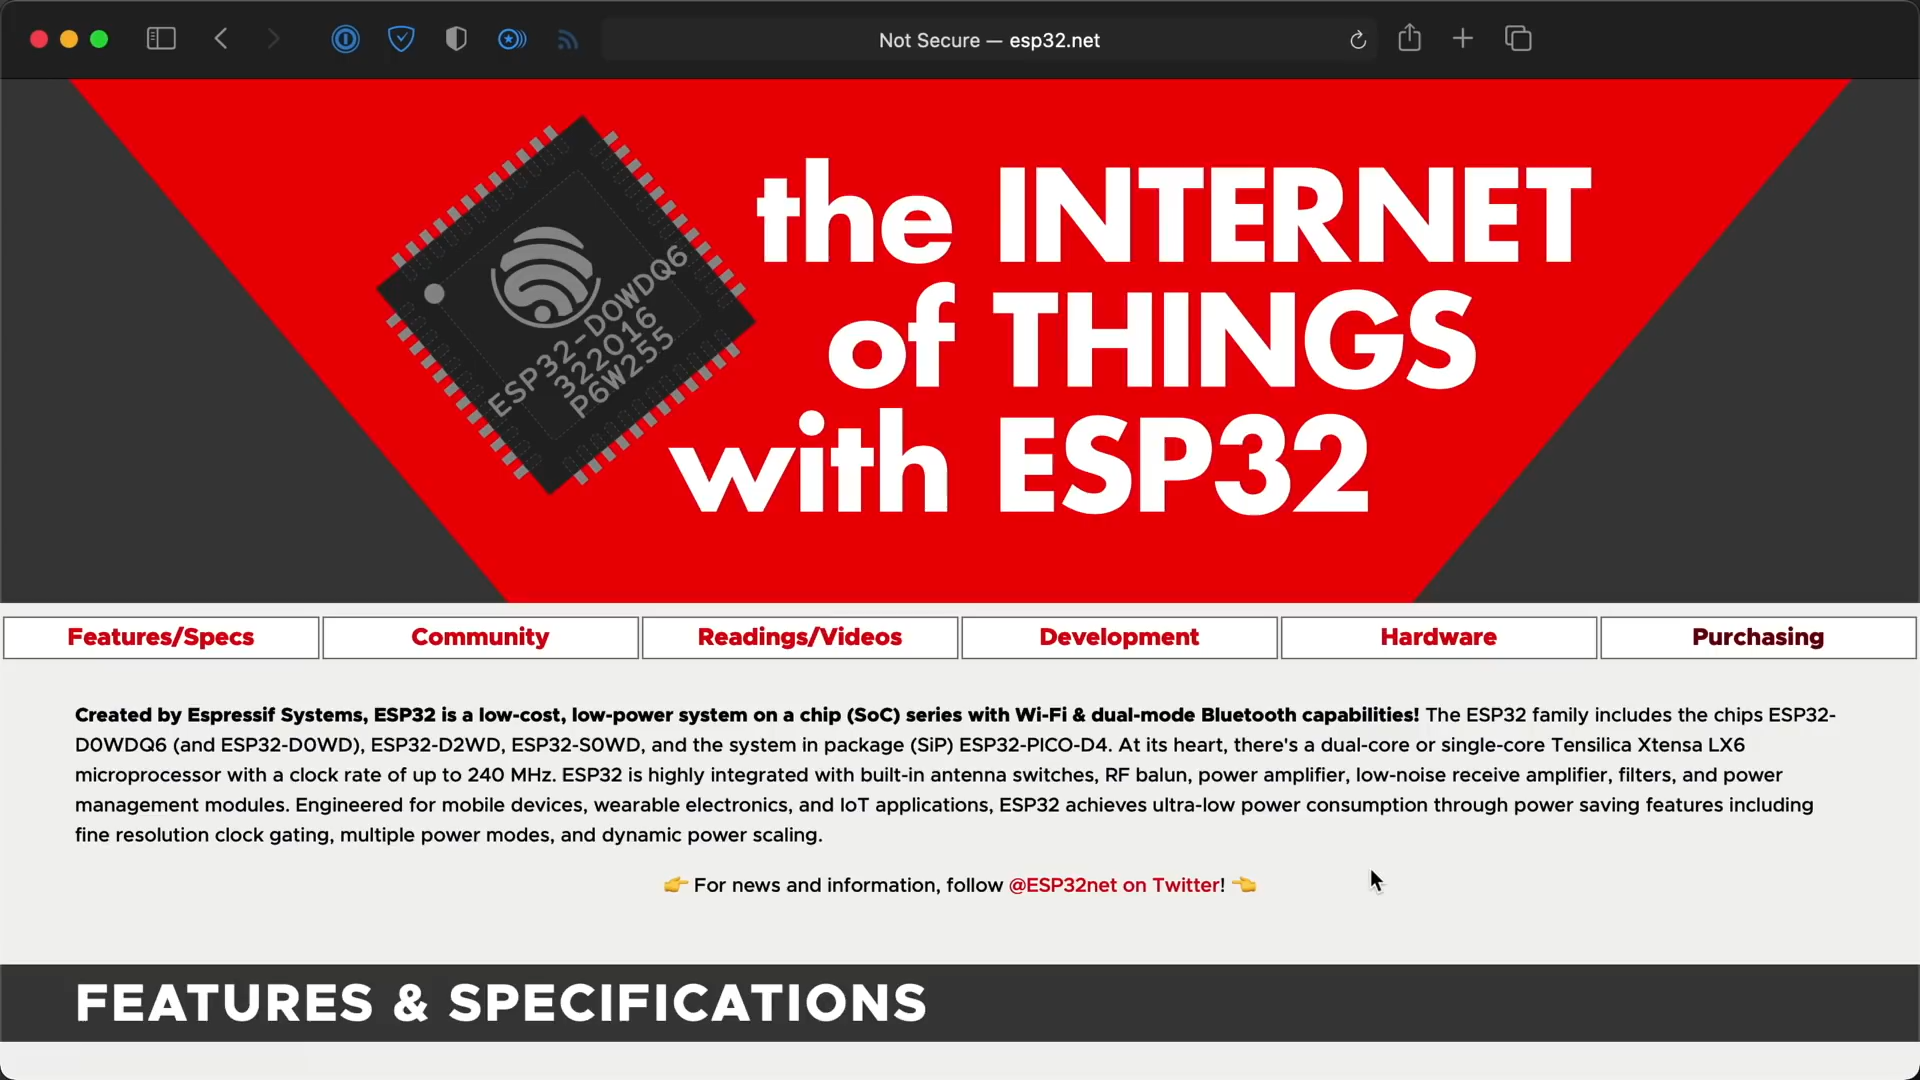 Not Secure — esp32.net
ESP32-D0WDQ6
322016
P6W255
the INTERNET
of THINGS
with ESP32
Features/Specs
Community
Readings/Videos
Development
Hardware
Purchasing
Created by Espressif Systems, ESP32 is a low-cost, low-power system on a chip (SoC) series with Wi-Fi & dual-mode Bluetooth capabilities! The ESP32 family includes the chips ESP32-
D0WDQ6 (and ESP32-D0WD), ESP32-D2WD, ESP32-S0WD, and the system in package (SiP) ESP32-PICO-D4. At its heart, there's a dual-core or single-core Tensilica Xtensa LX6
microprocessor with a clock rate of up to 240 MHz. ESP32 is highly integrated with built-in antenna switches, RF balun, power amplifier, low-noise receive amplifier, filters, and power
management modules. Engineered for mobile devices, wearable electronics, and IoT applications, ESP32 achieves ultra-low power consumption through power saving features including
fine resolution clock gating, multiple power modes, and dynamic power scaling.
👉 For news and information, follow @ESP32net on Twitter! 👈
FEATURES & SPECIFICATIONS